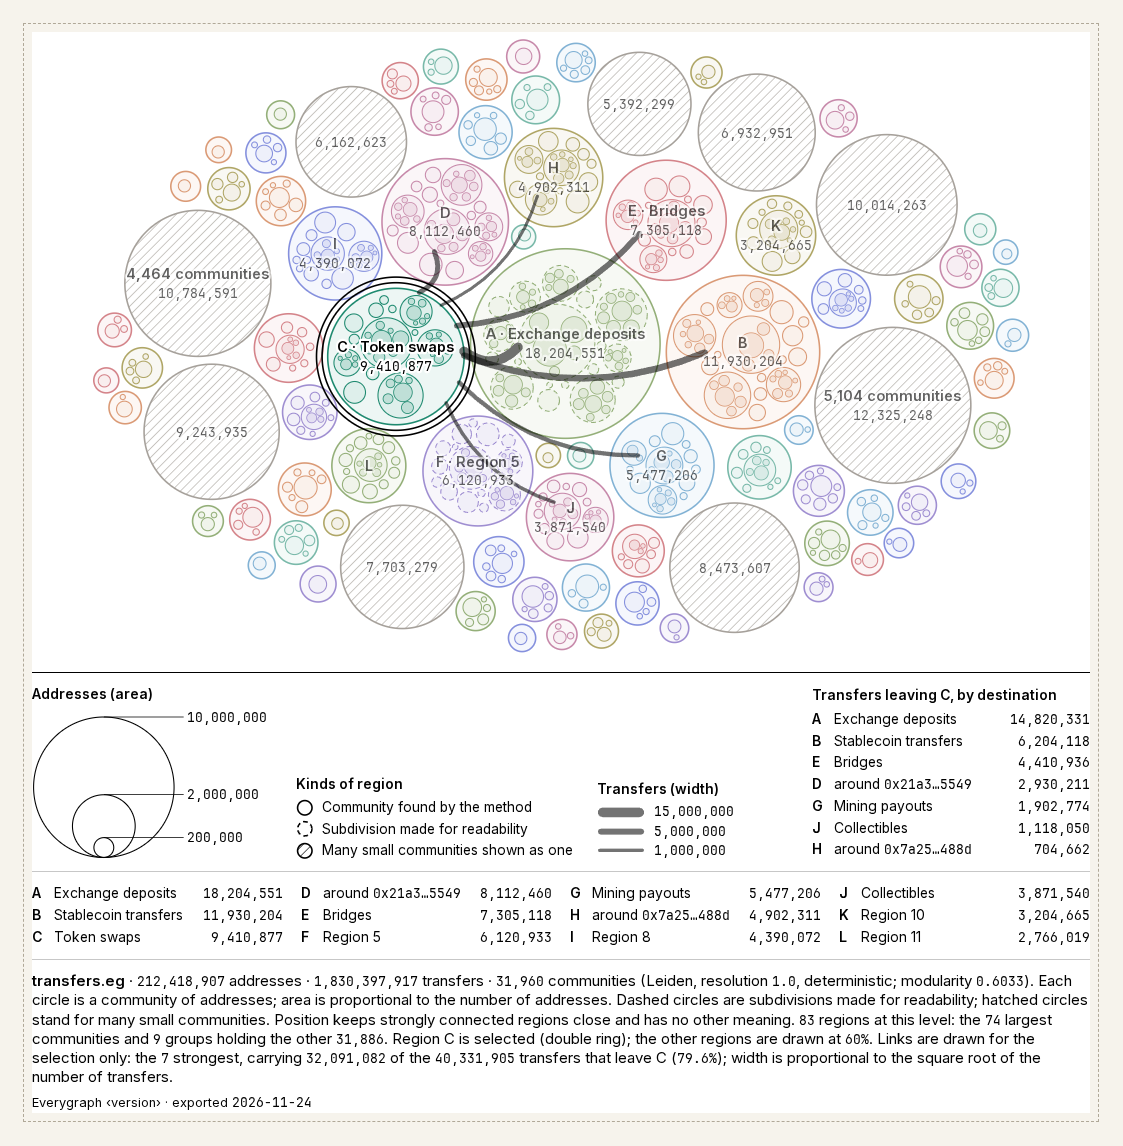 5,392,299
6,932,951
6,162,623
H
4,902,311
10,014,263
D
8,112,460
E · Bridges
7,305,118
K
3,204,665
I
4,390,072
4,464 communities
10,784,591
C · Token swaps
9,410,877
A · Exchange deposits
18,204,551
B
11,930,204
5,104 communities
12,325,248
9,243,935
L
F · Region 5
6,120,933
G
5,477,206
J
3,871,540
7,703,279
8,473,607
Addresses (area)
10,000,000
2,000,000
200,000
Kinds of region
Community found by the method
Subdivision made for readability
Many small communities shown as one
Transfers (width)
15,000,000
5,000,000
1,000,000
Transfers leaving C, by destination
A Exchange deposits 14,820,331
B Stablecoin transfers 6,204,118
E Bridges 4,410,936
D around 0x21a3…5549 2,930,211
G Mining payouts 1,902,774
J Collectibles 1,118,050
H around 0x7a25…488d 704,662
A Exchange deposits 18,204,551 D around 0x21a3…5549 8,112,460 G Mining payouts 5,477,206 J Collectibles 3,871,540
B Stablecoin transfers 11,930,204 E Bridges 7,305,118 H around 0x7a25…488d 4,902,311 K Region 10 3,204,665
C Token swaps 9,410,877 F Region 5 6,120,933 I Region 8 4,390,072 L Region 11 2,766,019
transfers.eg · 212,418,907 addresses · 1,830,397,917 transfers · 31,960 communities (Leiden, resolution 1.0, deterministic; modularity 0.6033). Each
circle is a community of addresses; area is proportional to the number of addresses. Dashed circles are subdivisions made for readability; hatched circles
stand for many small communities. Position keeps strongly connected regions close and has no other meaning. 83 regions at this level: the 74 largest
communities and 9 groups holding the other 31,886. Region C is selected (double ring); the other regions are drawn at 60%. Links are drawn for the
selection only: the 7 strongest, carrying 32,091,082 of the 40,331,905 transfers that leave C (79.6%); width is proportional to the square root of the
number of transfers.
Everygraph ‹version› · exported 2026-11-24